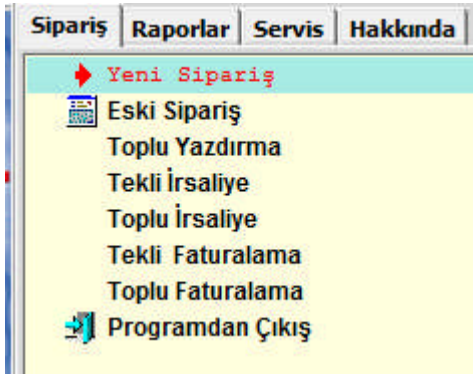 Sipariş Raporlar Servis Hakkında
Yeni Sipariş
Eski Sipariş
Toplu Yazdırma
Tekli İrsaliye
Toplu İrsaliye
Tekli Faturalama
Toplu Faturalama
Programdan Çıkış